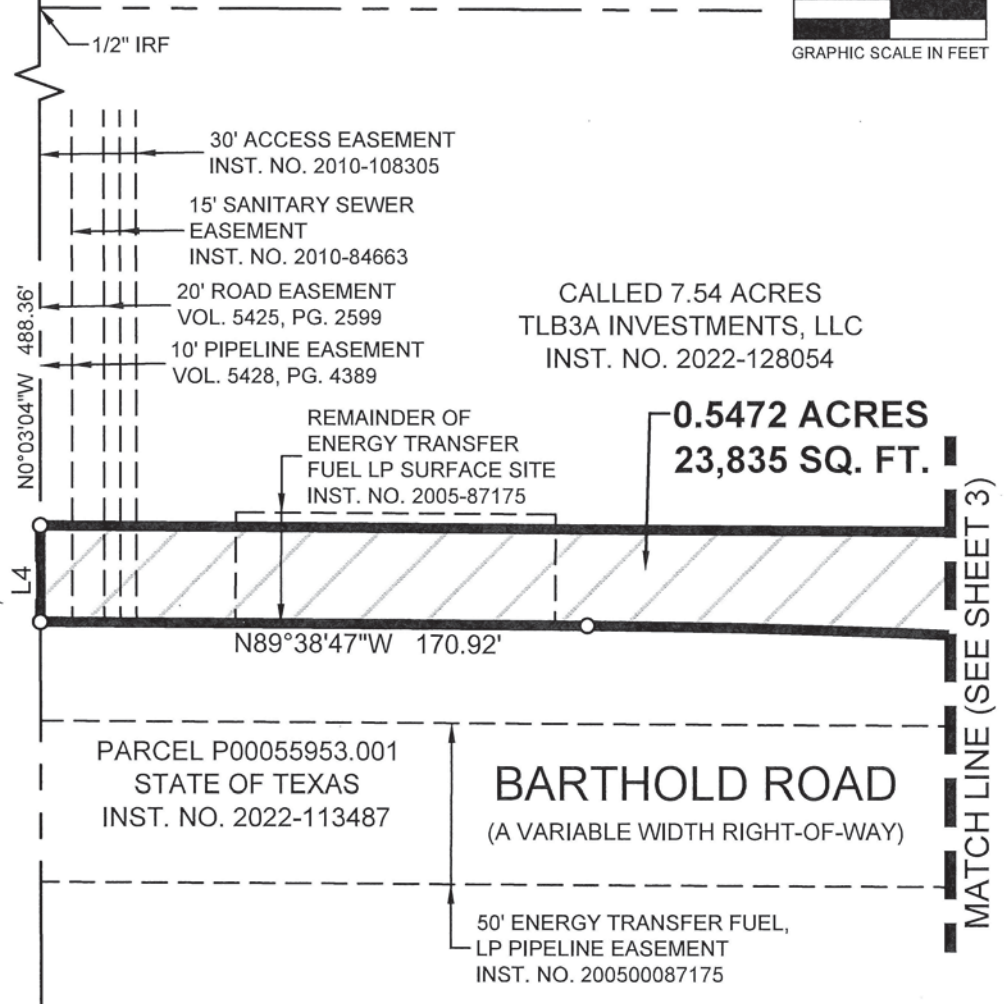 1/2" IRF
GRAPHIC SCALE IN FEET
30' ACCESS EASEMENT
INST. NO. 2010-108305
15' SANITARY SEWER
EASEMENT
INST. NO. 2010-84663
20' ROAD EASEMENT
VOL. 5425, PG. 2599
10' PIPELINE EASEMENT
VOL. 5428, PG. 4389
N0°03'04"W 488.36'
CALLED 7.54 ACRES
TLB3A INVESTMENTS, LLC
INST. NO. 2022-128054
REMAINDER OF
ENERGY TRANSFER
FUEL LP SURFACE SITE
INST. NO. 2005-87175
0.5472 ACRES
23,835 SQ. FT.
L4
N89°38'47"W 170.92'
MATCH LINE (SEE SHEET 3)
PARCEL P00055953.001
STATE OF TEXAS
INST. NO. 2022-113487
BARTHOLD ROAD
(A VARIABLE WIDTH RIGHT-OF-WAY)
50' ENERGY TRANSFER FUEL,
LP PIPELINE EASEMENT
INST. NO. 200500087175